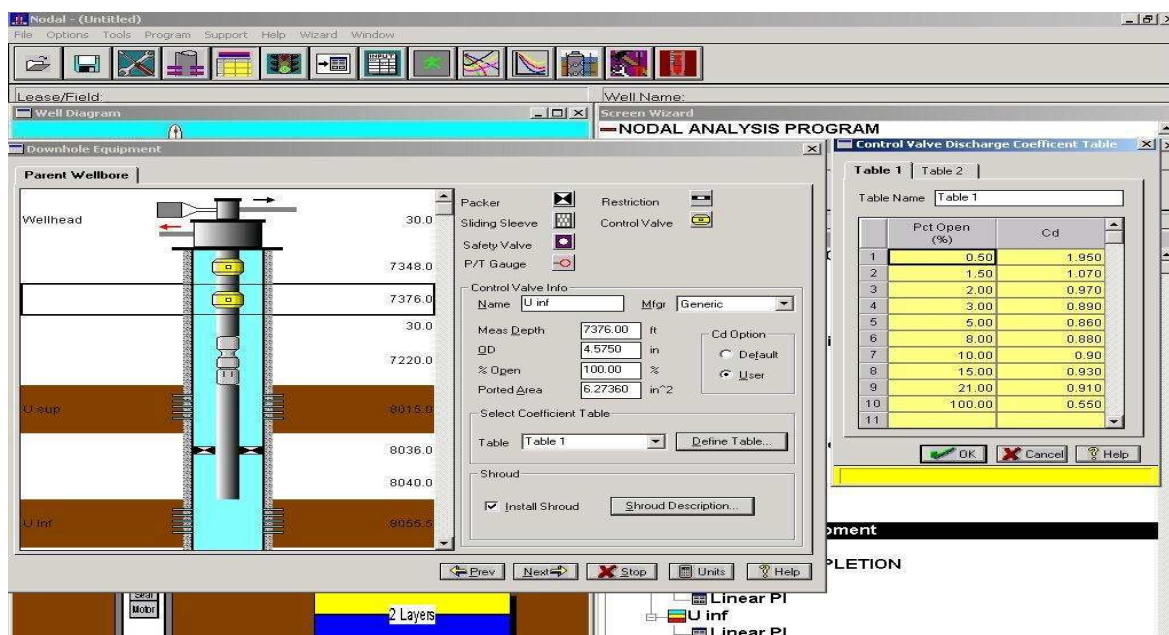 Nodal - (Untitled)
File Options Tools Program Support Help Wizard Window
INPUT
Lease/Field: Well Name:
Well Diagram
Screen Wizard
NODAL ANALYSIS PROGRAM
Downhole Equipment
Parent Wellbore
Wellhead 30.0
7348.0
7376.0
30.0
7220.0
U sup 8015.0
8036.0
8040.0
U inf 8055.5
Packer Restriction
Sliding Sleeve Control Valve
Safety Valve
P/T Gauge
Control Valve Info
Name U inf Mfgr Generic
Meas Depth 7376.00 ft
OD 4.5750 in
% Open 100.00 %
Ported Area 6.27360 in^2
Cd Option
Default
User
Select Coefficient Table
Table Table 1 Define Table...
Shroud
Install Shroud Shroud Description...
Prev Next Stop Units Help
Control Valve Discharge Coefficent Table
Table 1 Table 2
Table Name Table 1
Pct Open (%) Cd
1 0.50 1.950
2 1.50 1.070
3 2.00 0.970
4 3.00 0.890
5 5.00 0.860
6 8.00 0.880
7 10.00 0.90
8 15.00 0.930
9 21.00 0.910
10 100.00 0.550
11
OK Cancel Help
oment
PLETION
Linear PI
U inf
Linear PI
Seal
Motor
2 Layers